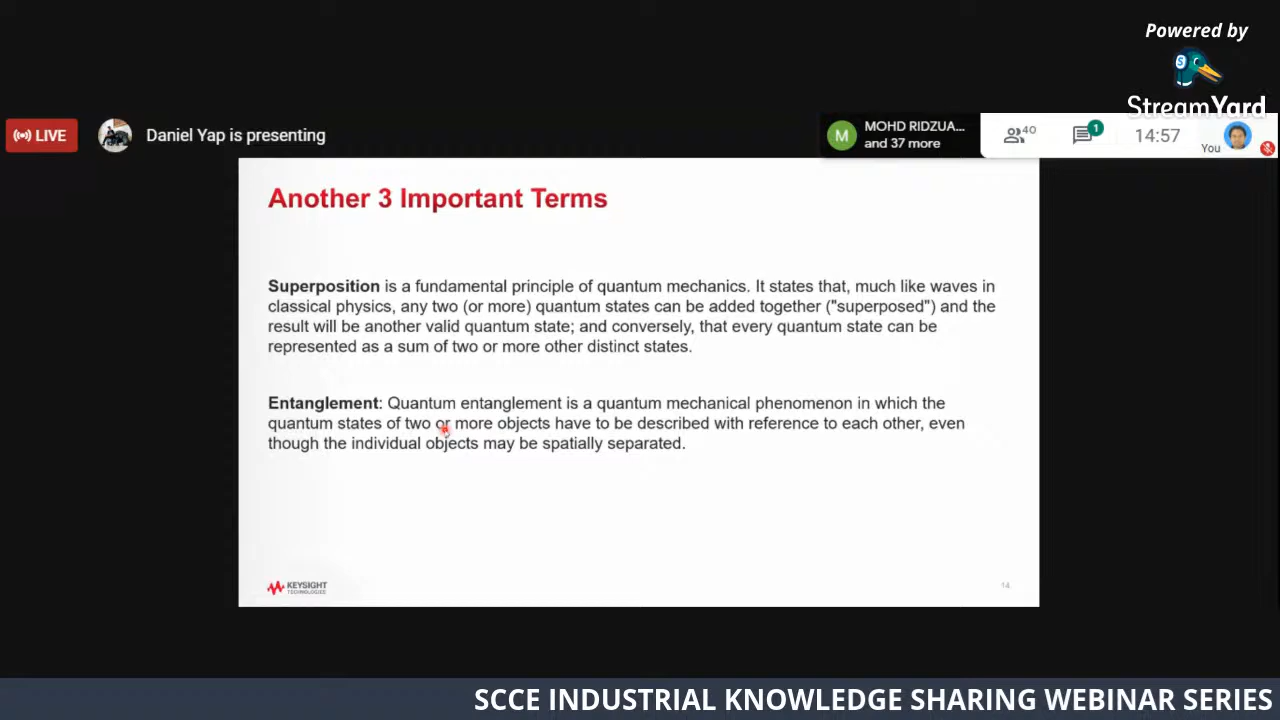 Powered by
StreamYard
LIVE
Daniel Yap is presenting
M
MOHD RIDZUA...
and 37 more
40
1
14:57
You
Another 3 Important Terms
Superposition is a fundamental principle of quantum mechanics. It states that, much like waves in
classical physics, any two (or more) quantum states can be added together ("superposed") and the
result will be another valid quantum state; and conversely, that every quantum state can be
represented as a sum of two or more other distinct states.
Entanglement: Quantum entanglement is a quantum mechanical phenomenon in which the
quantum states of two or more objects have to be described with reference to each other, even
though the individual objects may be spatially separated.
KEYSIGHT
TECHNOLOGIES
14
SCCE INDUSTRIAL KNOWLEDGE SHARING WEBINAR SERIES